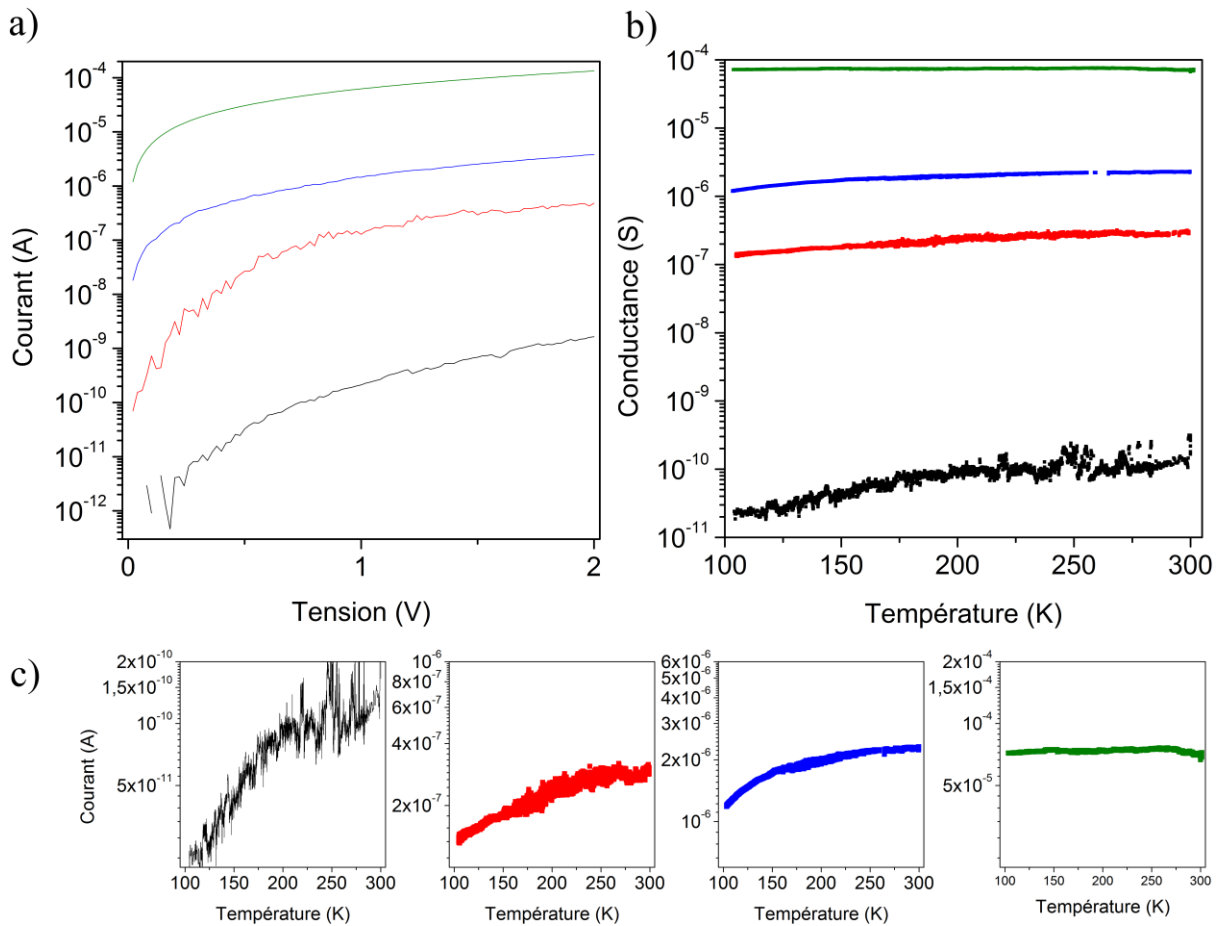 a)
10⁻⁴
10⁻⁵
10⁻⁶
10⁻⁷
10⁻⁸
10⁻⁹
10⁻¹⁰
10⁻¹¹
10⁻¹²
Courant (A)
0
1
2
Tension (V)
b)
10⁻⁴
10⁻⁵
10⁻⁶
10⁻⁷
10⁻⁸
10⁻⁹
10⁻¹⁰
10⁻¹¹
Conductance (S)
100
150
200
250
300
Température (K)
c)
2x10⁻¹⁰
1,5x10⁻¹⁰
10⁻¹⁰
5x10⁻¹¹
Courant (A)
100 150 200 250 300
Température (K)
10⁻⁶
8x10⁻⁷
6x10⁻⁷
4x10⁻⁷
2x10⁻⁷
100 150 200 250 300
Température (K)
6x10⁻⁶
5x10⁻⁶
4x10⁻⁶
3x10⁻⁶
2x10⁻⁶
10⁻⁶
100 150 200 250 300
Température (K)
2x10⁻⁴
1,5x10⁻⁴
10⁻⁴
5x10⁻⁵
100 150 200 250 300
Température (K)